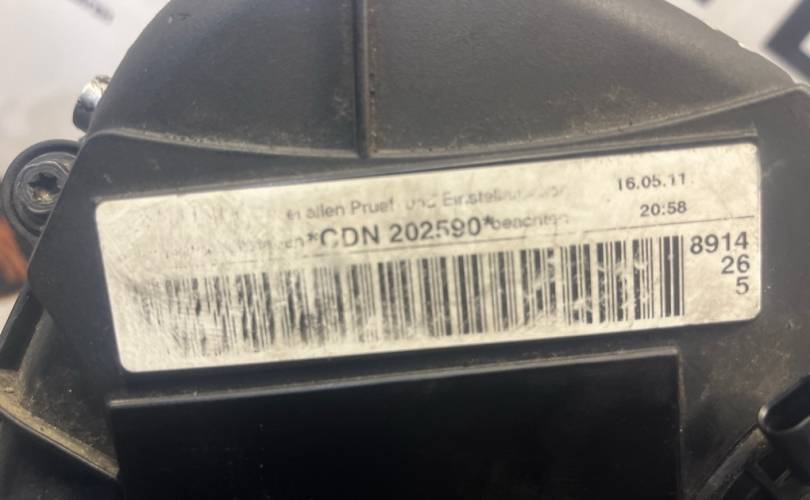 allen Pruef- und Einstell
16.05.11
20:58
*CDN 202590* beachten
8914
26
5